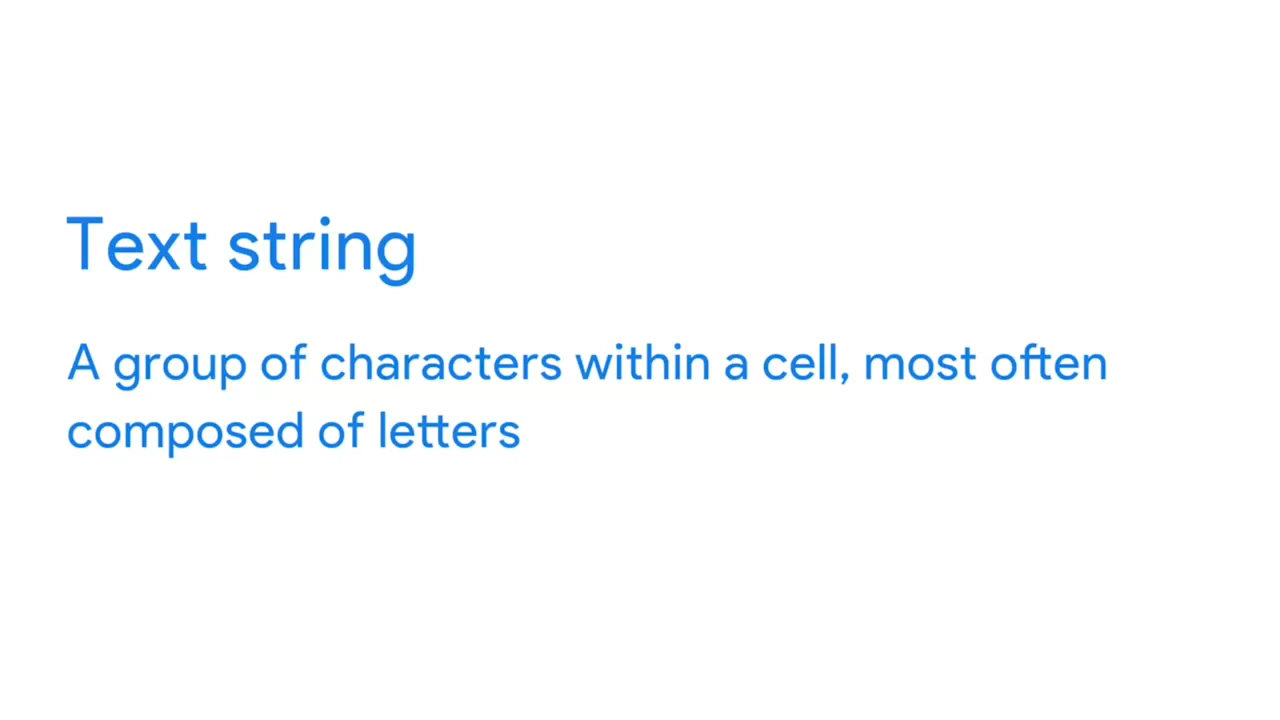 Text string
A group of characters within a cell, most often
composed of letters